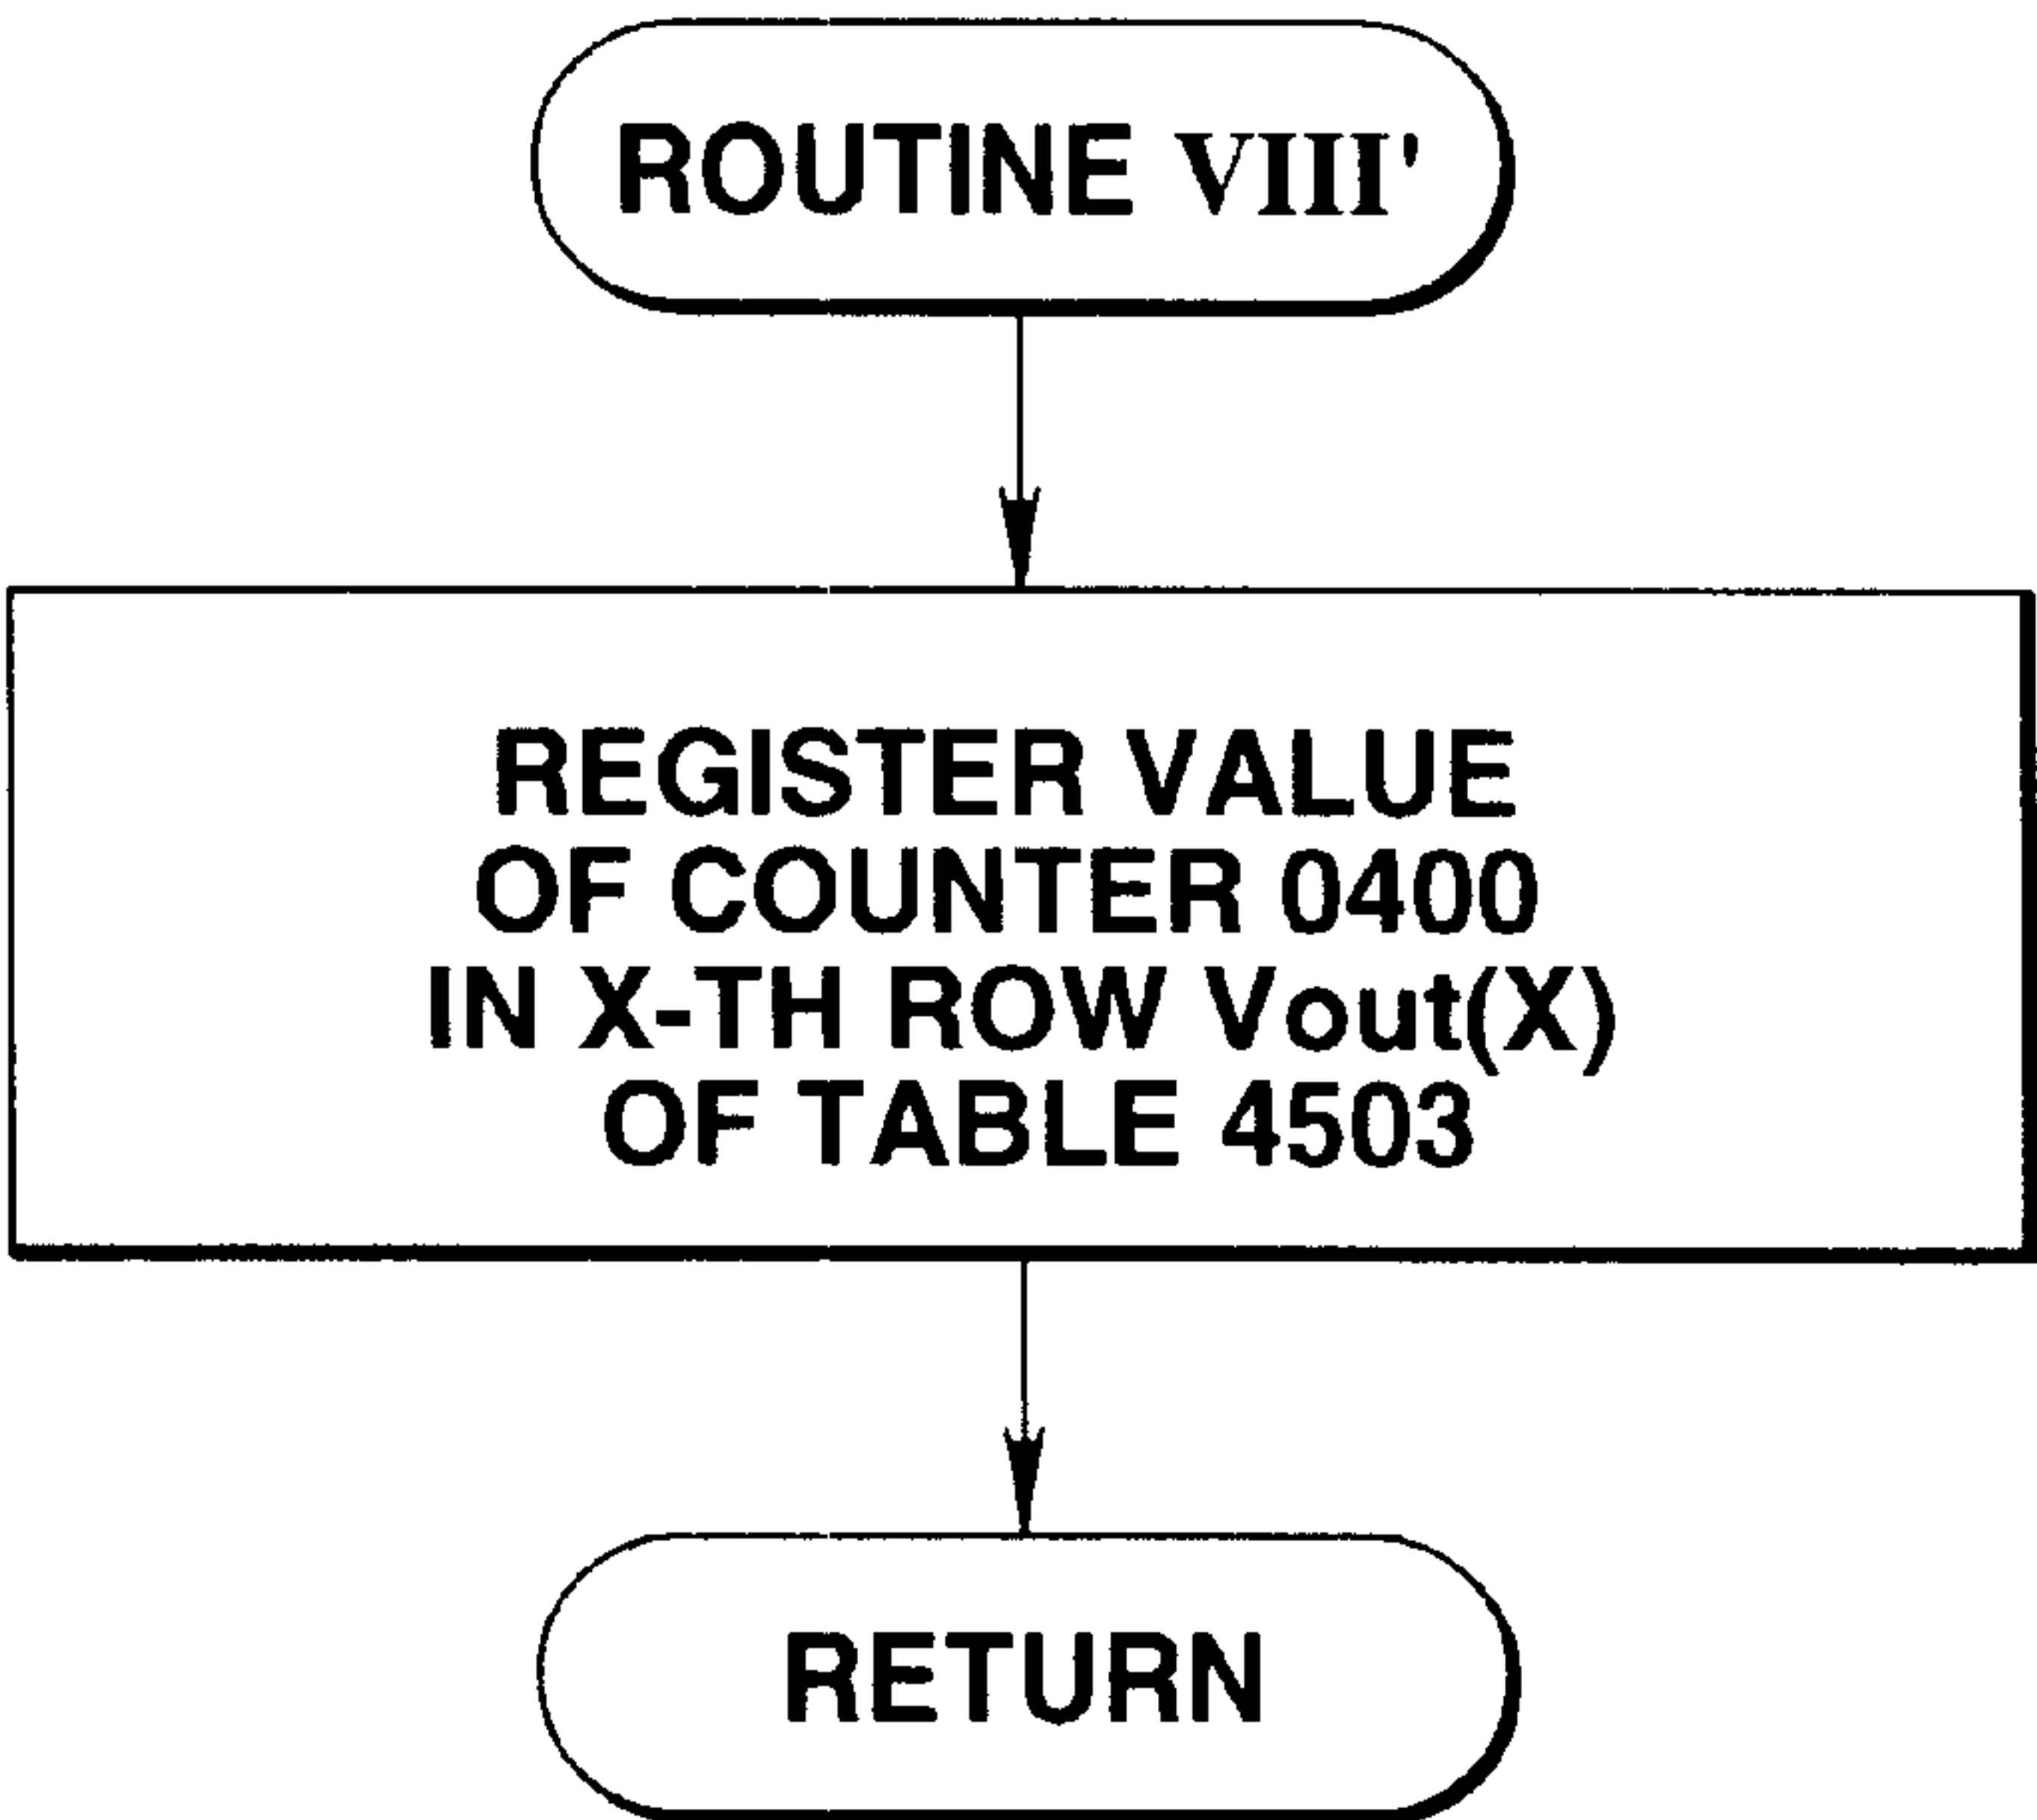 ROUTINE VIII'
REGISTER VALUE
OF COUNTER 0400
IN X-TH ROW Vout(X)
OF TABLE 4503
RETURN